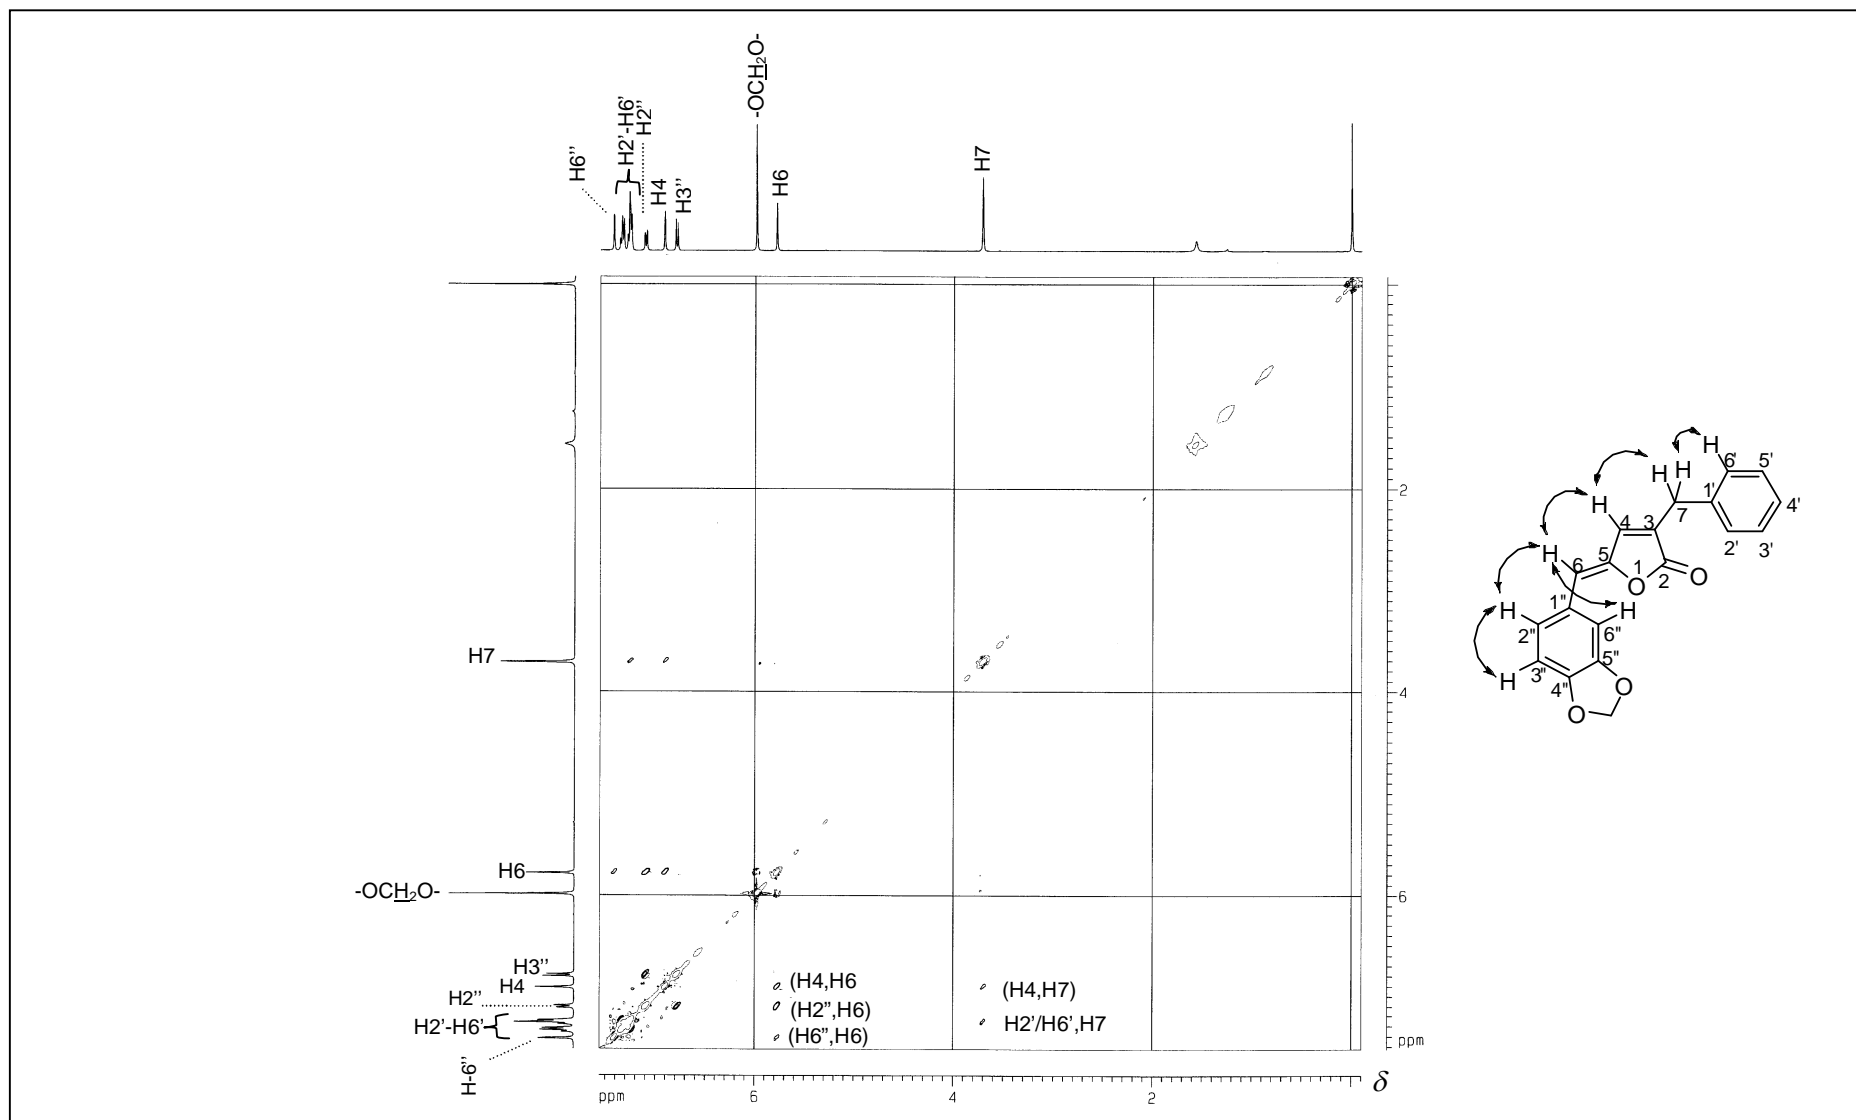 -OCH₂O-
H6''
H2'-H6'
H2''
H4
H3''
H6
H7
H7
H6
-OCH₂O-
H3''
H4
H2''
H2'-H6'
H-6''
2
4
6
ppm
(H4,H6
(H2'',H6)
(H6'',H6)
(H4,H7)
H2'/H6',H7
ppm
6
4
2
δ
H
6'
5'
H
H
1'
4'
H
7
4
3
2'
3'
H
5
6
1
2
O
O
1''
H
H
2''
6''
3''
5''
H
4''
O
O